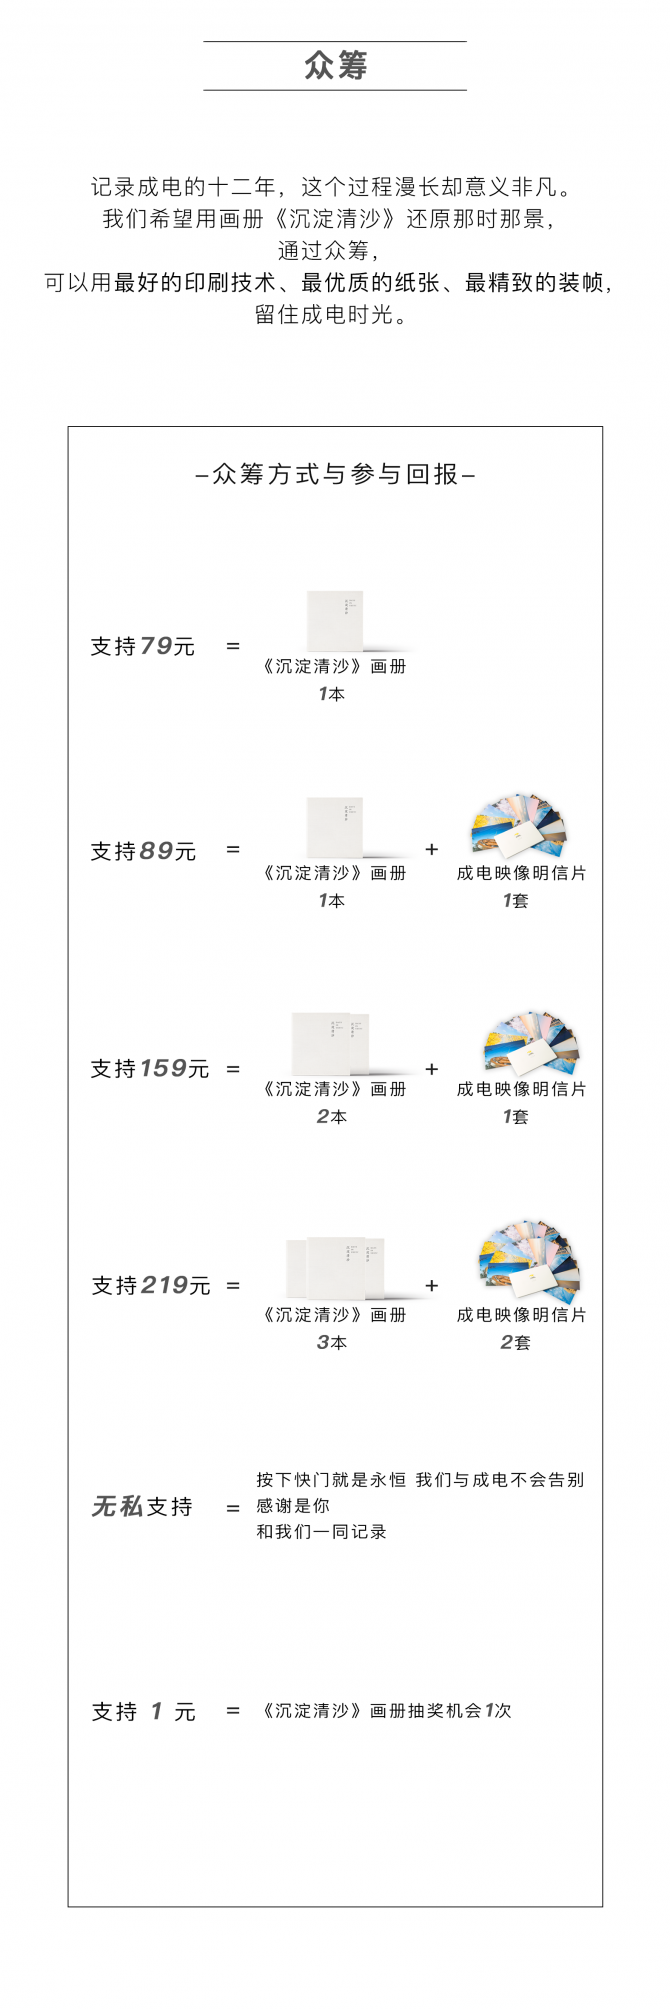 众筹
记录成电的十二年，这个过程漫长却意义非凡。
我们希望用画册《沉淀清沙》还原那时那景，
通过众筹，
可以用最好的印刷技术、最优质的纸张、最精致的装帧，
留住成电时光。
–众筹方式与参与回报–
支持79元 =
《沉淀清沙》画册
1本
支持89元 = +
《沉淀清沙》画册 成电映像明信片
1本 1套
支持159元 = +
《沉淀清沙》画册 成电映像明信片
2本 1套
支持219元 = +
《沉淀清沙》画册 成电映像明信片
3本 2套
无私支持 =
按下快门就是永恒 我们与成电不会告别
感谢是你
和我们一同记录
支持 1 元 = 《沉淀清沙》画册抽奖机会1次